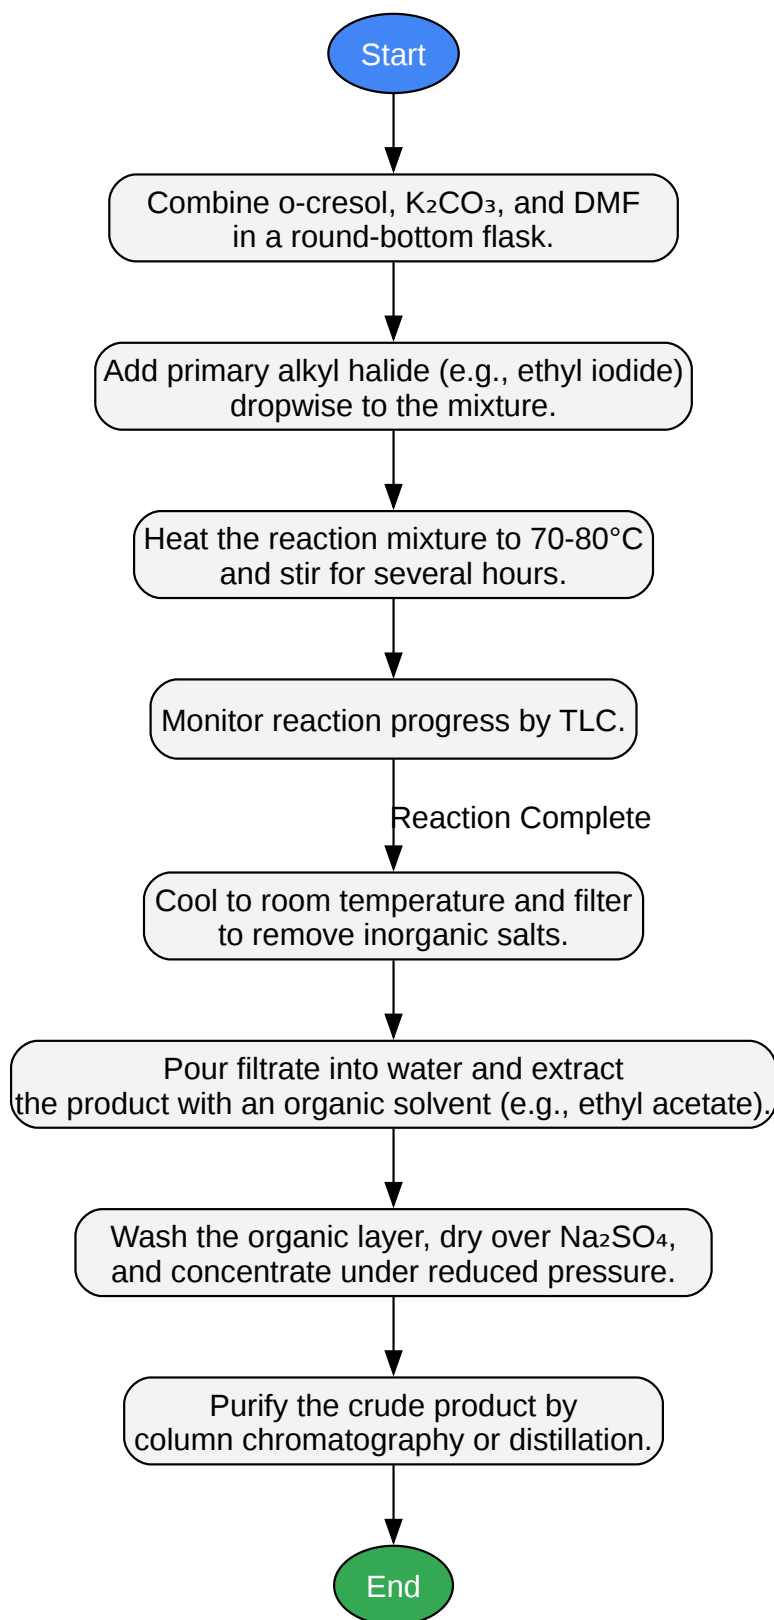 Start
Combine o-cresol, K₂CO₃, and DMF
in a round-bottom flask.
Add primary alkyl halide (e.g., ethyl iodide)
dropwise to the mixture.
Heat the reaction mixture to 70-80°C
and stir for several hours.
Monitor reaction progress by TLC.
Reaction Complete
Cool to room temperature and filter
to remove inorganic salts.
Pour filtrate into water and extract
the product with an organic solvent (e.g., ethyl acetate).
Wash the organic layer, dry over Na₂SO₄,
and concentrate under reduced pressure.
Purify the crude product by
column chromatography or distillation.
End